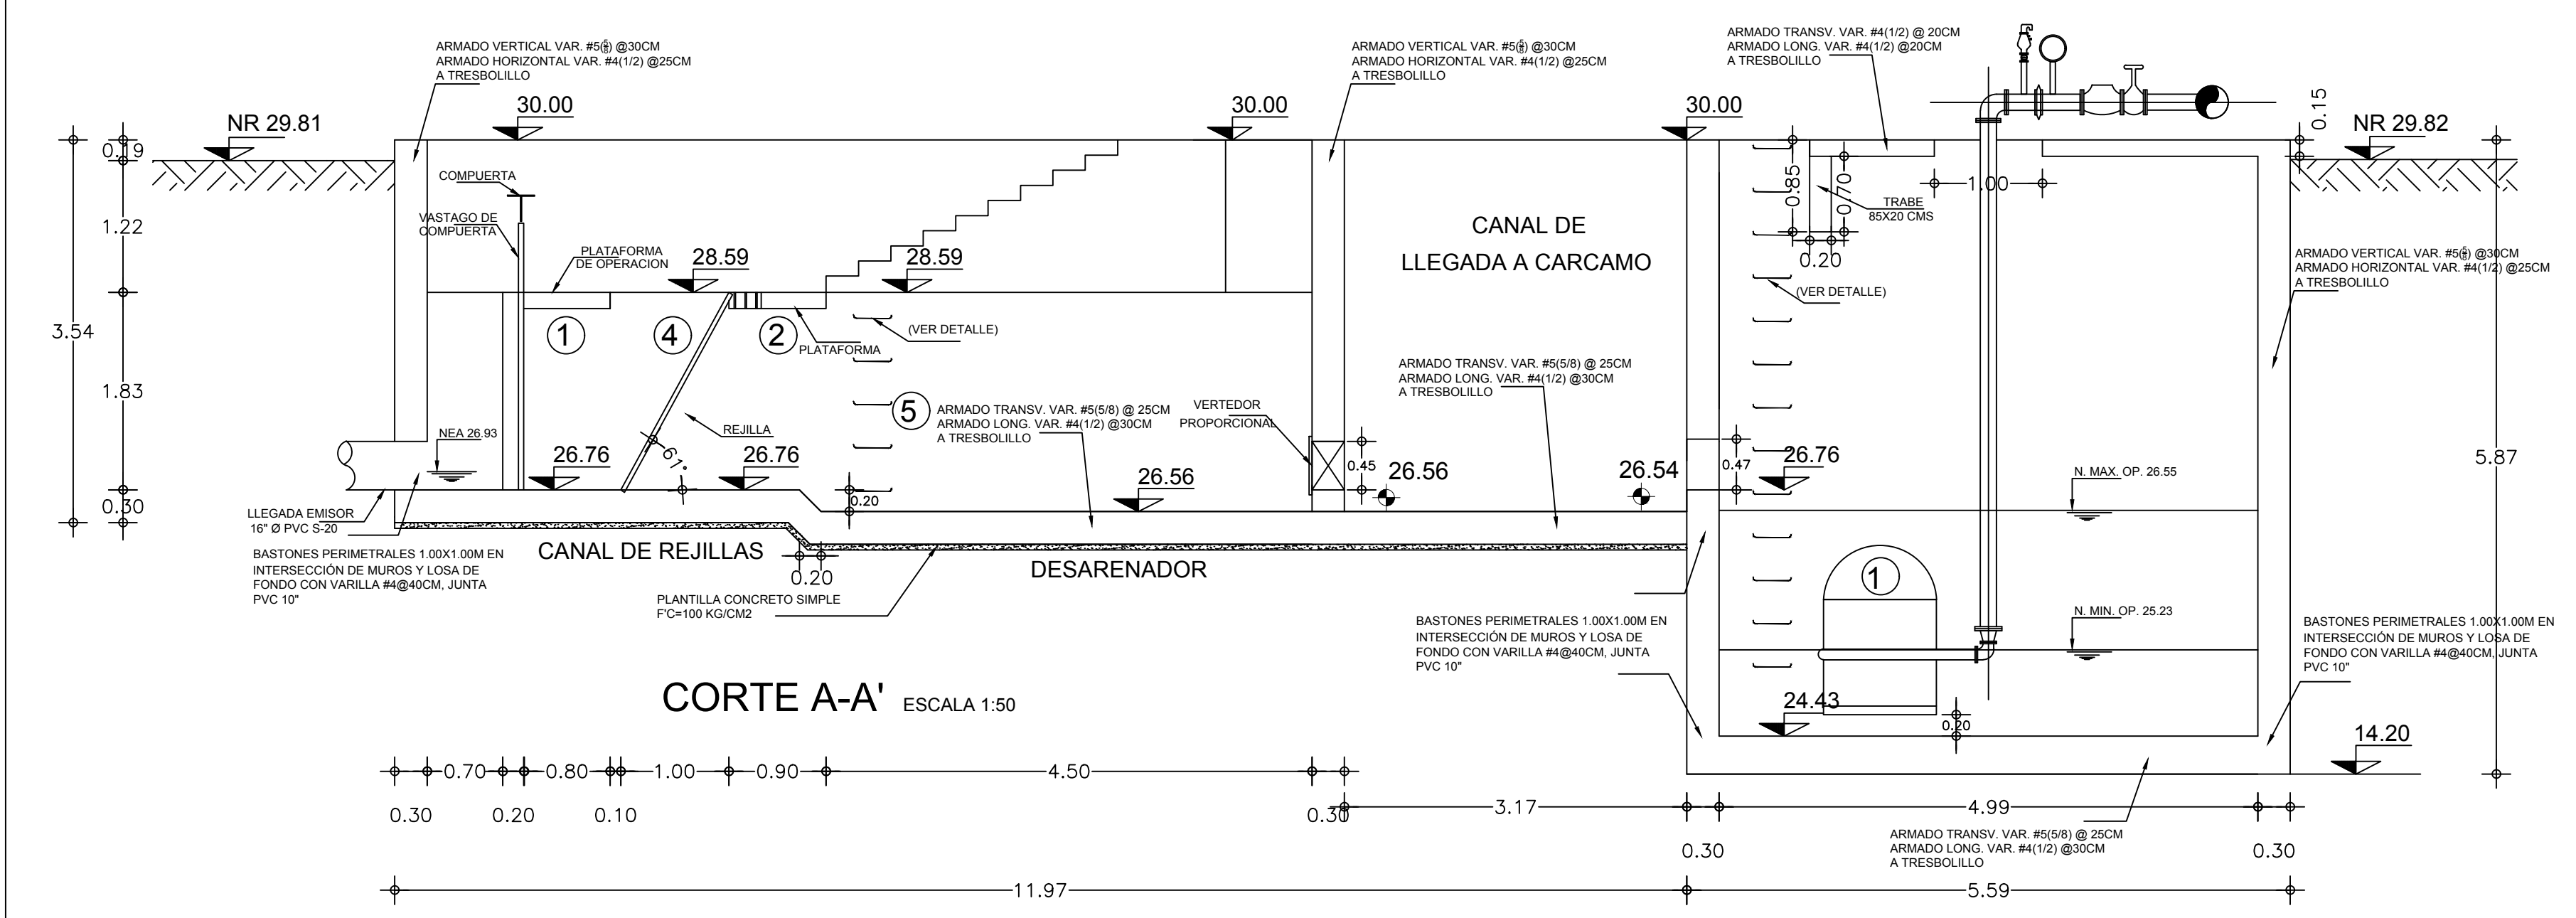 ARMADO VERTICAL VAR. #5(5/8) @30CM
ARMADO HORIZONTAL VAR. #4(1/2) @25CM
A TRESBOLILLO
ARMADO VERTICAL VAR. #5(5/8) @30CM
ARMADO HORIZONTAL VAR. #4(1/2) @25CM
A TRESBOLILLO
ARMADO TRANSV. VAR. #4(1/2) @ 20CM
ARMADO LONG. VAR. #4(1/2) @20CM
A TRESBOLILLO
NR 29.81
30.00
30.00
30.00
0.15
NR 29.82
0.19
1.22
3.54
1.83
0.30
COMPUERTA
VASTAGO DE
COMPUERTA
PLATAFORMA
DE OPERACION
28.59
28.59
1
4
2
PLATAFORMA
(VER DETALLE)
CANAL DE
LLEGADA A CARCAMO
0.85
0.70
1.00
TRABE
85X20 CMS
0.20
(VER DETALLE)
ARMADO VERTICAL VAR. #5(5/8) @30CM
ARMADO HORIZONTAL VAR. #4(1/2) @25CM
A TRESBOLILLO
NEA 26.93
26.76
REJILLA
61°
26.76
5
ARMADO TRANSV. VAR. #5(5/8) @ 25CM
ARMADO LONG. VAR. #4(1/2) @30CM
A TRESBOLILLO
VERTEDOR
PROPORCIONAL
ARMADO TRANSV. VAR. #5(5/8) @ 25CM
ARMADO LONG. VAR. #4(1/2) @30CM
A TRESBOLILLO
0.20
26.56
0.45
26.56
26.54
0.47
26.76
N. MAX. OP. 26.55
5.87
LLEGADA EMISOR
16" Ø PVC S-20
BASTONES PERIMETRALES 1.00X1.00M EN
INTERSECCIÓN DE MUROS Y LOSA DE
FONDO CON VARILLA #4@40CM, JUNTA
PVC 10"
CANAL DE REJILLAS
0.20
DESARENADOR
PLANTILLA CONCRETO SIMPLE
F'C=100 KG/CM2
1
N. MIN. OP. 25.23
BASTONES PERIMETRALES 1.00X1.00M EN
INTERSECCIÓN DE MUROS Y LOSA DE
FONDO CON VARILLA #4@40CM, JUNTA
PVC 10"
BASTONES PERIMETRALES 1.00X1.00M EN
INTERSECCIÓN DE MUROS Y LOSA DE
FONDO CON VARILLA #4@40CM, JUNTA
PVC 10"
CORTE A-A' ESCALA 1:50
24.43
0.20
14.20
0.70
0.80
1.00
0.90
4.50
0.30
0.20
0.10
0.30
3.17
4.99
ARMADO TRANSV. VAR. #5(5/8) @ 25CM
ARMADO LONG. VAR. #4(1/2) @30CM
A TRESBOLILLO
0.30
0.30
11.97
5.59